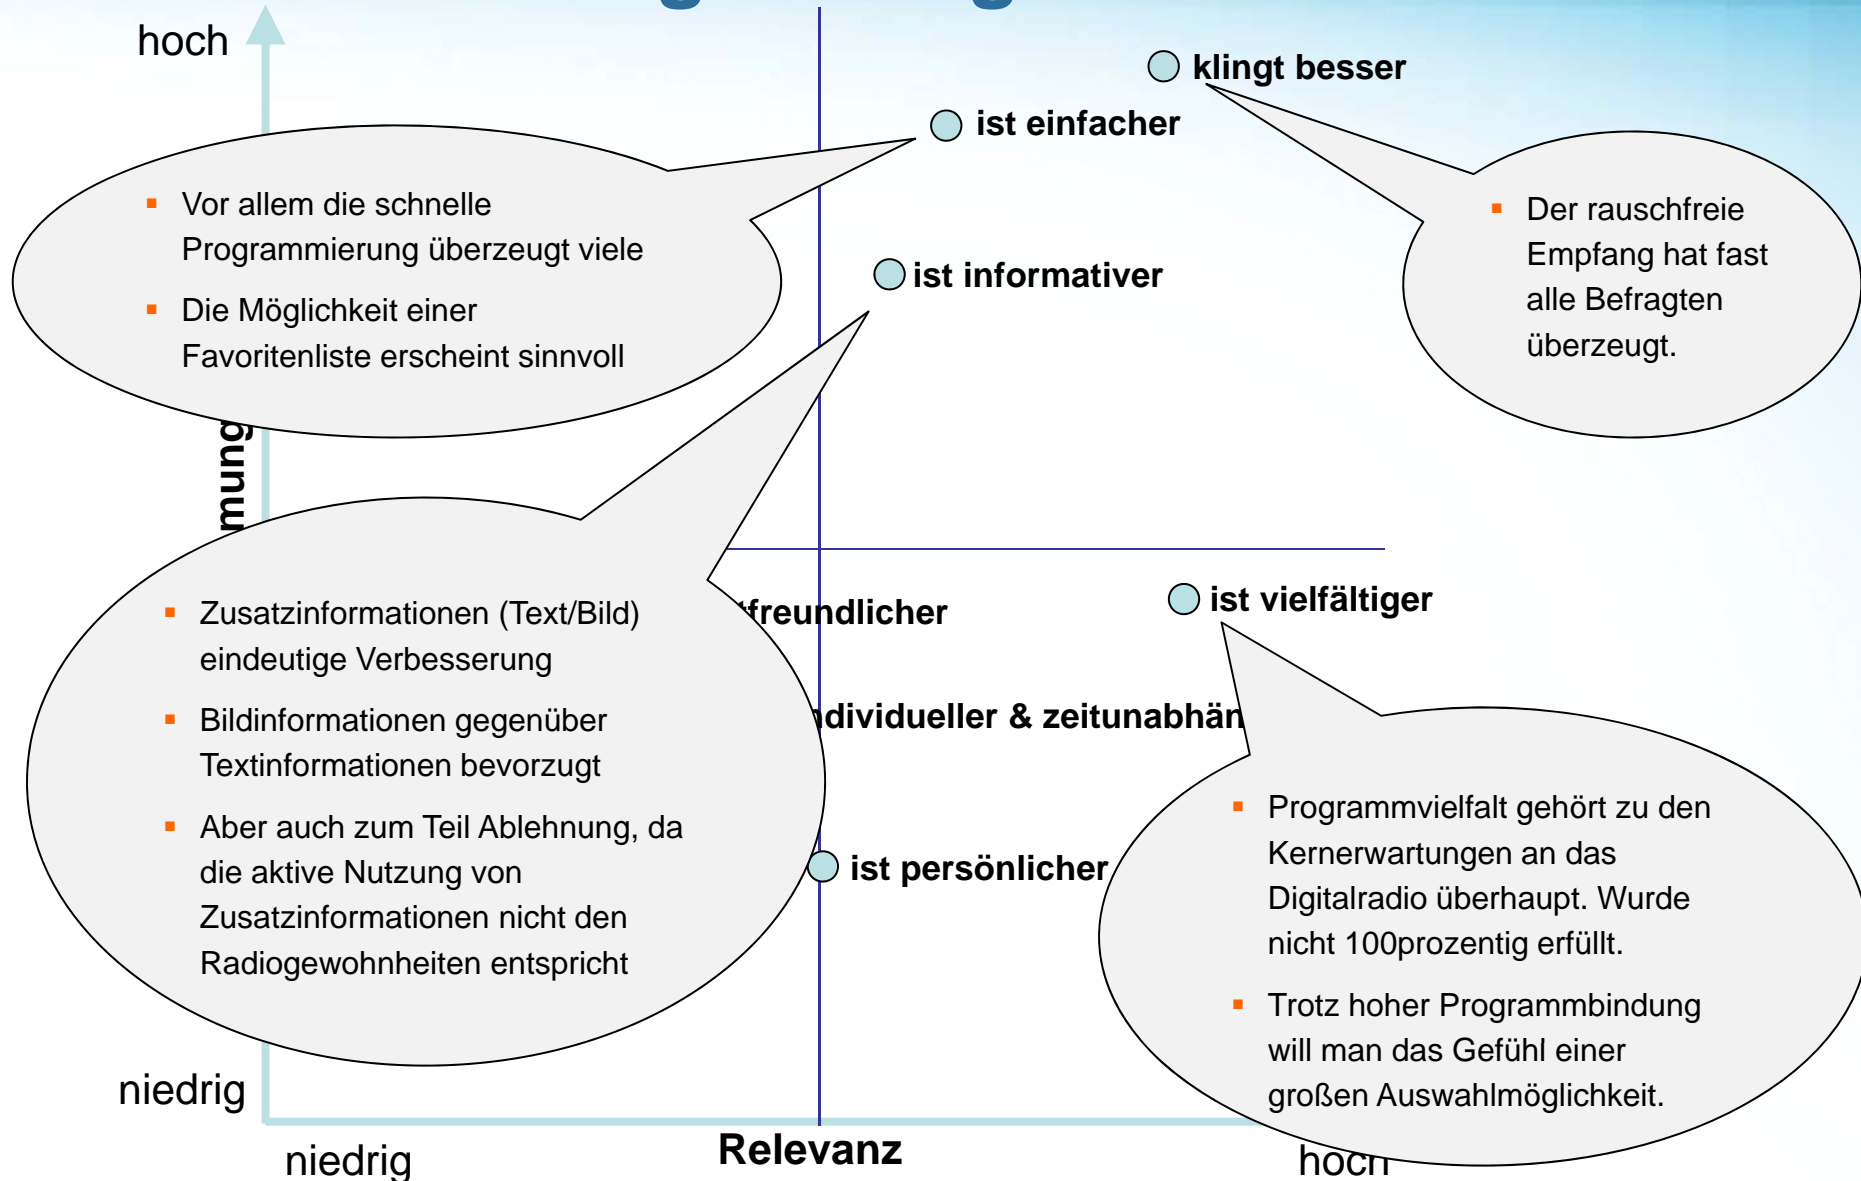 hoch
klingt besser
ist einfacher
Vor allem die schnelle
Programmierung überzeugt viele
Die Möglichkeit einer
Favoritenliste erscheint sinnvoll
Der rauschfreie
Empfang hat fast
alle Befragten
überzeugt.
ist informativer
mung
ist vielfältiger
tfreundlicher
Zusatzinformationen (Text/Bild)
eindeutige Verbesserung
Bildinformationen gegenüber
Textinformationen bevorzugt
Aber auch zum Teil Ablehnung, da
die aktive Nutzung von
Zusatzinformationen nicht den
Radiogewohnheiten entspricht
ndividueller & zeitunabhän
ist persönlicher
Programmvielfalt gehört zu den
Kernerwartungen an das
Digitalradio überhaupt. Wurde
nicht 100prozentig erfüllt.
Trotz hoher Programmbindung
will man das Gefühl einer
großen Auswahlmöglichkeit.
niedrig
niedrig
Relevanz
hoch